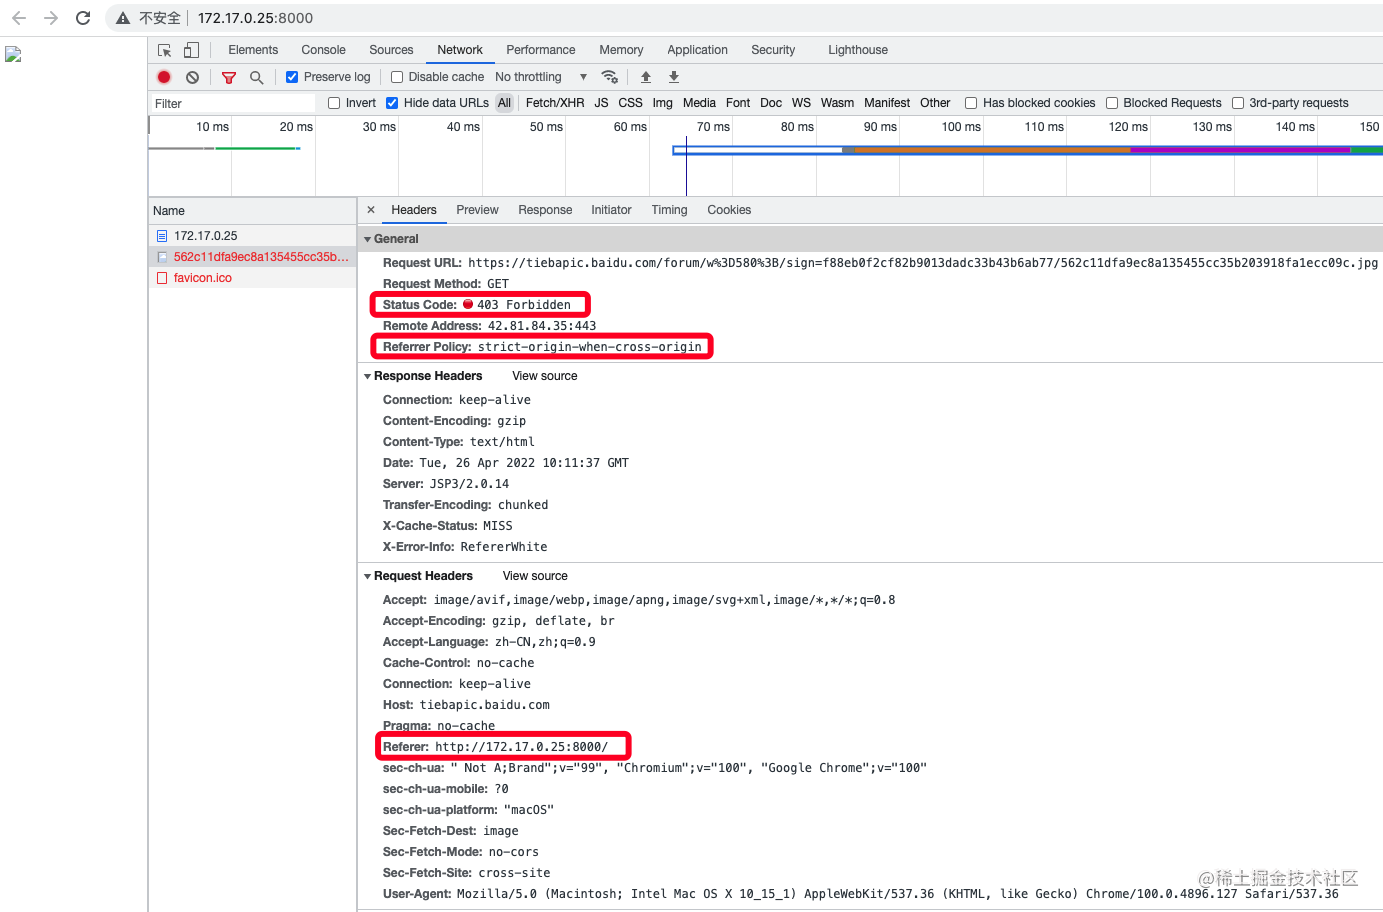 不安全 172.17.0.25:8000
Elements Console Sources Network Performance Memory Application Security Lighthouse
Preserve log Disable cache No throttling
Filter Invert Hide data URLs All Fetch/XHR JS CSS Img Media Font Doc WS Wasm Manifest Other Has blocked cookies Blocked Requests 3rd-party requests
10 ms 20 ms 30 ms 40 ms 50 ms 60 ms 70 ms 80 ms 90 ms 100 ms 110 ms 120 ms 130 ms 140 ms 150
Name
172.17.0.25
562c11dfa9ec8a135455cc35b...
favicon.ico
× Headers Preview Response Initiator Timing Cookies
General
Request URL: https://tiebapic.baidu.com/forum/w%3D580%3B/sign=f88eb0f2cf82b9013dadc33b43b6ab77/562c11dfa9ec8a135455cc35b203918fa1ecc09c.jpg
Request Method: GET
Status Code: 403 Forbidden
Remote Address: 42.81.84.35:443
Referrer Policy: strict-origin-when-cross-origin
Response Headers View source
Connection: keep-alive
Content-Encoding: gzip
Content-Type: text/html
Date: Tue, 26 Apr 2022 10:11:37 GMT
Server: JSP3/2.0.14
Transfer-Encoding: chunked
X-Cache-Status: MISS
X-Error-Info: RefererWhite
Request Headers View source
Accept: image/avif,image/webp,image/apng,image/svg+xml,image/*,*/*;q=0.8
Accept-Encoding: gzip, deflate, br
Accept-Language: zh-CN,zh;q=0.9
Cache-Control: no-cache
Connection: keep-alive
Host: tiebapic.baidu.com
Pragma: no-cache
Referer: http://172.17.0.25:8000/
sec-ch-ua: " Not A;Brand";v="99", "Chromium";v="100", "Google Chrome";v="100"
sec-ch-ua-mobile: ?0
sec-ch-ua-platform: "macOS"
Sec-Fetch-Dest: image
Sec-Fetch-Mode: no-cors
Sec-Fetch-Site: cross-site
User-Agent: Mozilla/5.0 (Macintosh; Intel Mac OS X 10_15_1) AppleWebKit/537.36 (KHTML, like Gecko) Chrome/100.0.4896.127 Safari/537.36
@稀土掘金技术社区